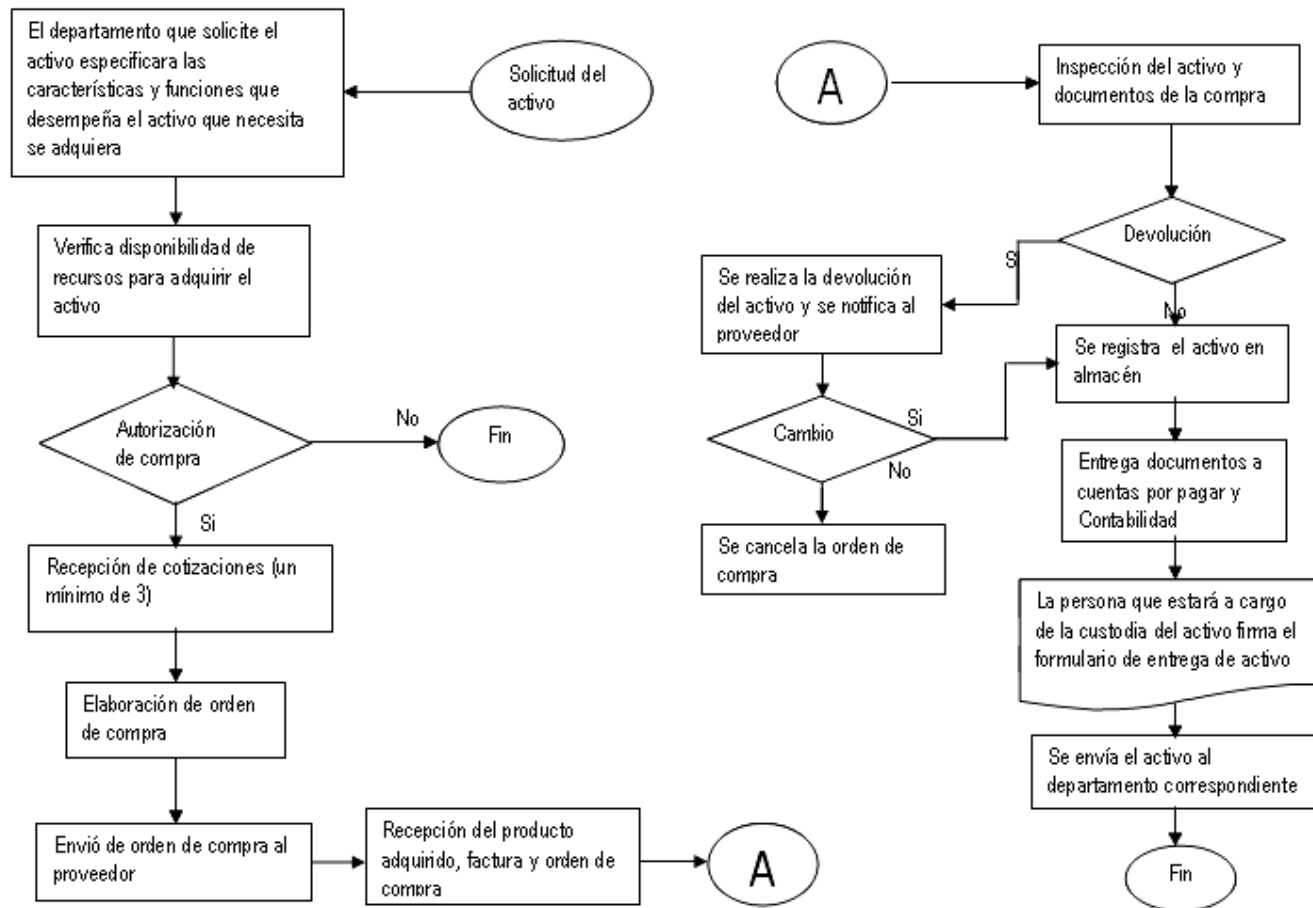 El departamento que solicite el
activo especificara las
características y funciones que
desempeña el activo que necesita
se adquiera
Solicitud del
activo
Verifica disponibilidad de
recursos para adquirir el
activo
Autorización
de compra
No
Fin
Si
Recepción de cotizaciones (un
mínimo de 3)
Elaboración de orden
de compra
Envió de orden de compra al
proveedor
Recepción del producto
adquirido, factura y orden de
compra
A
A
Inspección del activo y
documentos de la compra
Devolución
Si
No
Se realiza la devolución
del activo y se notifica al
proveedor
Cambio
Si
No
Se cancela la orden de
compra
Se registra el activo en
almacén
Entrega documentos a
cuentas por pagar y
Contabilidad
La persona que estará a cargo
de la custodia del activo firma el
formulario de entrega de activo
Se envía el activo al
departamento correspondiente
Fin